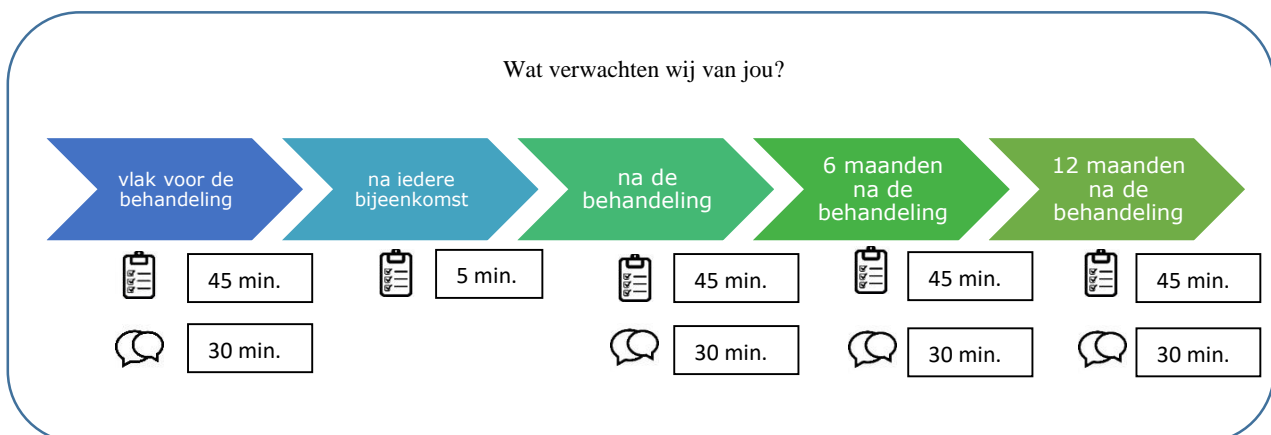 Wat verwachten wij van jou?
vlak voor de
behandeling
na iedere
bijeenkomst
na de
behandeling
6 maanden
na de
behandeling
12 maanden
na de
behandeling
45 min.
5 min.
45 min.
45 min.
45 min.
30 min.
30 min.
30 min.
30 min.